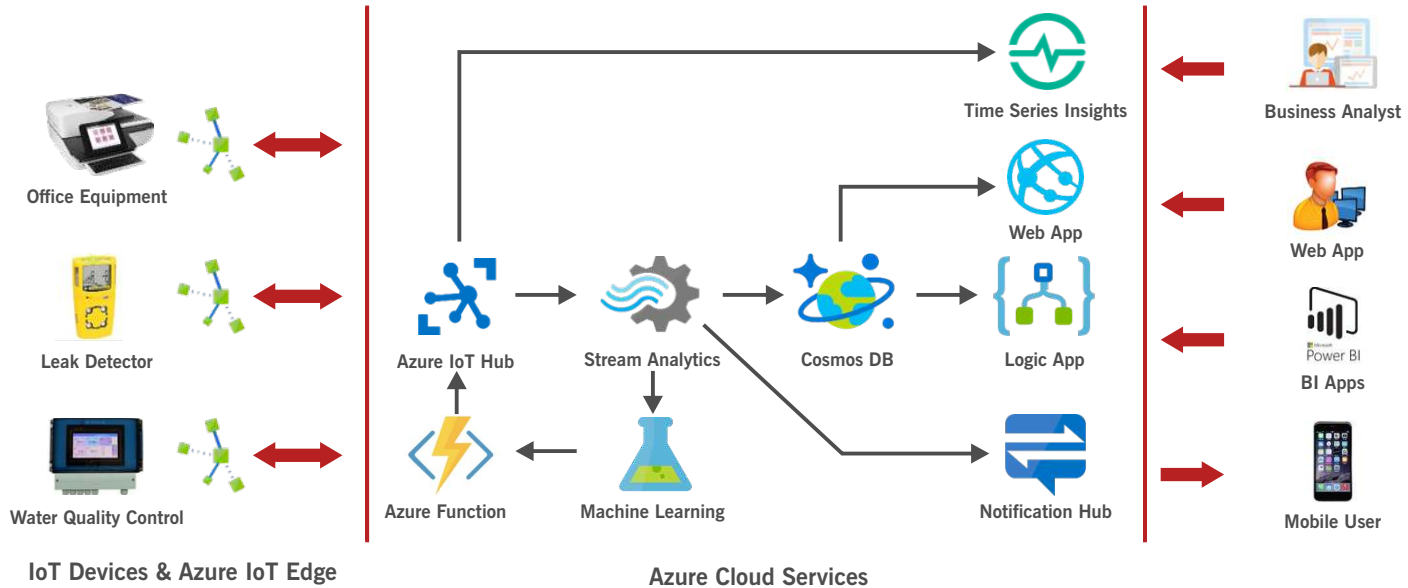 Time Series Insights
Business Analyst
Office Equipment
Web App
Web App
Leak Detector
Azure IoT Hub
Stream Analytics
Cosmos DB
Logic App
Microsoft
Power BI
BI Apps
Water Quality Control
Azure Function
Machine Learning
Notification Hub
Mobile User
IoT Devices & Azure IoT Edge
Azure Cloud Services